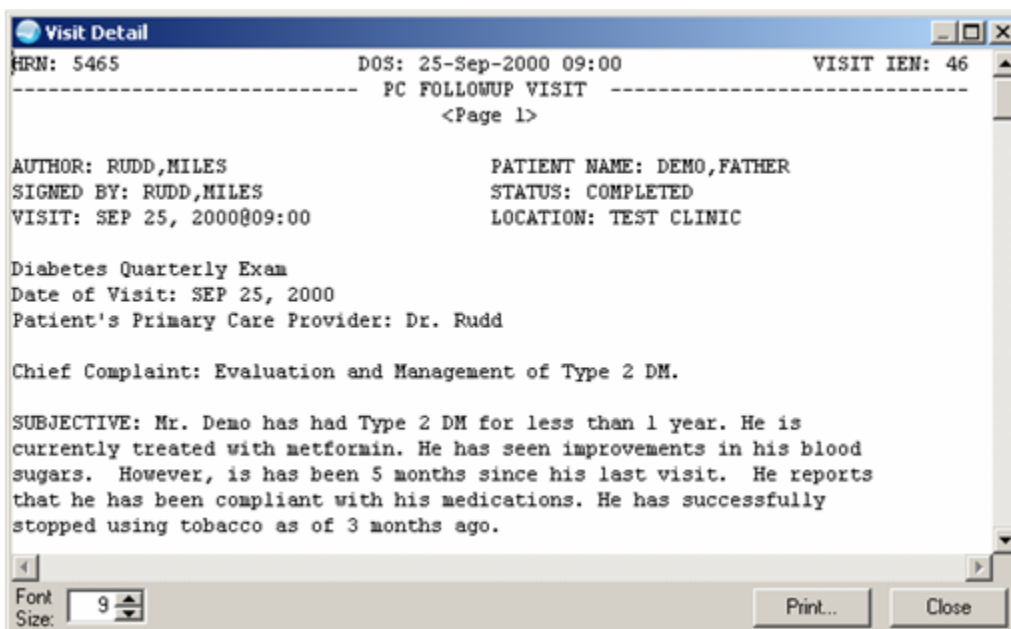 Visit Detail
HRN: 5465 DOS: 25-Sep-2000 09:00 VISIT IEN: 46
----------------------------- PC FOLLOWUP VISIT ------------------------------
<Page 1>
AUTHOR: RUDD,MILES PATIENT NAME: DEMO,FATHER
SIGNED BY: RUDD,MILES STATUS: COMPLETED
VISIT: SEP 25, 2000@09:00 LOCATION: TEST CLINIC
Diabetes Quarterly Exam
Date of Visit: SEP 25, 2000
Patient's Primary Care Provider: Dr. Rudd
Chief Complaint: Evaluation and Management of Type 2 DM.
SUBJECTIVE: Mr. Demo has had Type 2 DM for less than 1 year. He is
currently treated with metformin. He has seen improvements in his blood
sugars. However, is has been 5 months since his last visit. He reports
that he has been compliant with his medications. He has successfully
stopped using tobacco as of 3 months ago.
Font Size: 9 Print... Close